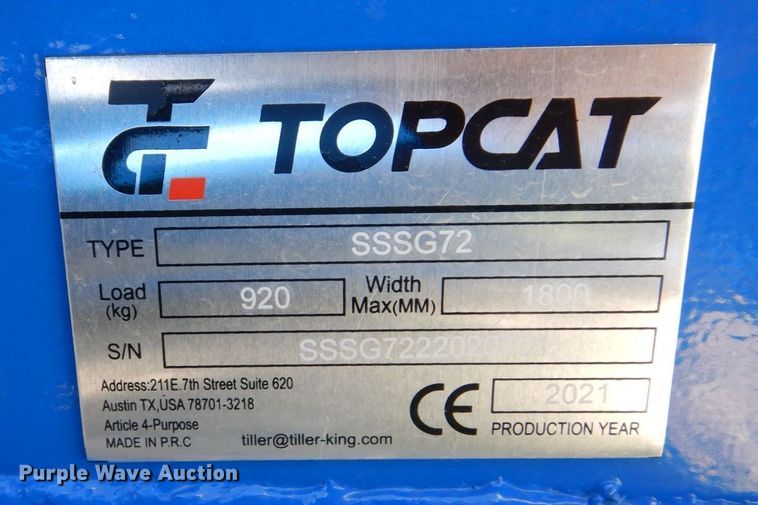 TOPCAT
TYPE SSSG72
Load (kg) 920 Width Max(MM) 1800
S/N
Address:211E.7th Street Suite 620
Austin TX,USA 78701-3218
Article 4-Purpose
MADE IN P.R.C tiller@tiller-king.com
CE 2021
PRODUCTION YEAR
Purple Wave Auction